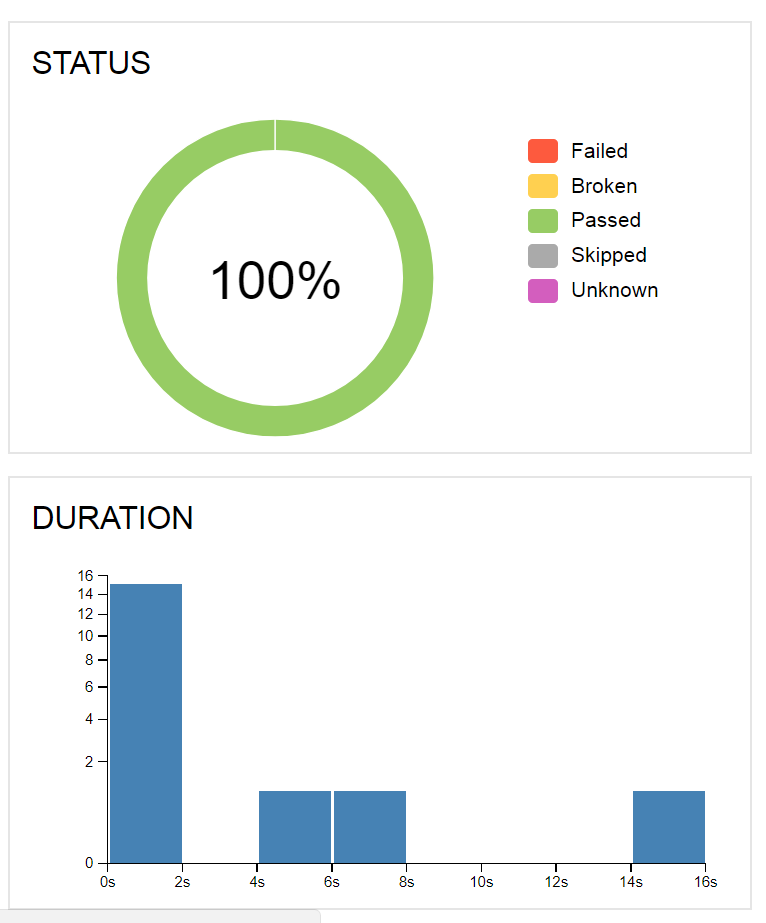 STATUS
Failed
Broken
Passed
Skipped
Unknown
100%
DURATION
16
14
12
10
8
6
4
2
0
0s 2s 4s 6s 8s 10s 12s 14s 16s